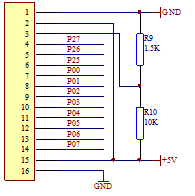 1 GND
2
3 R9
4 P27 1.5K
5 P26
6 P25
7 P00
8 P01
9 P02
10 P03 R10
11 P04 10K
12 P05
13 P06
14 P07
15 +5V
16
GND